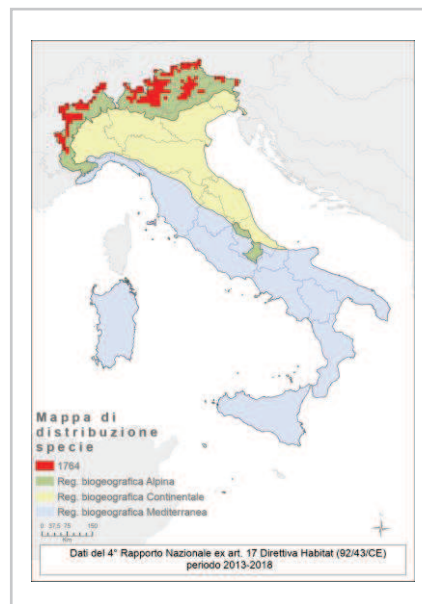 Mappa di
distribuzione
specie
1764
Reg. biogeografica Alpina
Reg. biogeografica Continentale
Reg. biogeografica Mediterranea
0 37,5 75 150
Km
Dati del 4° Rapporto Nazionale ex art. 17 Direttiva Habitat (92/43/CE)
periodo 2013-2018